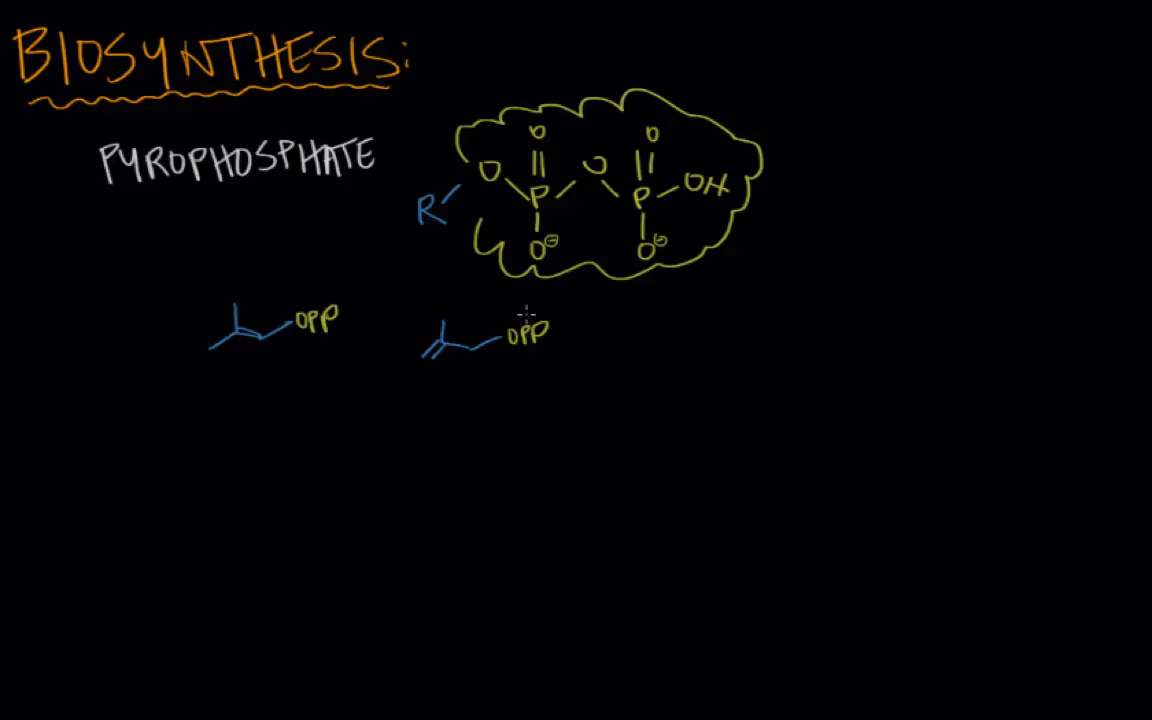 BIOSYNTHESIS:
PYROPHOSPHATE
O O
O O
R P P OH
O⊖ O⊖
OPP OPP